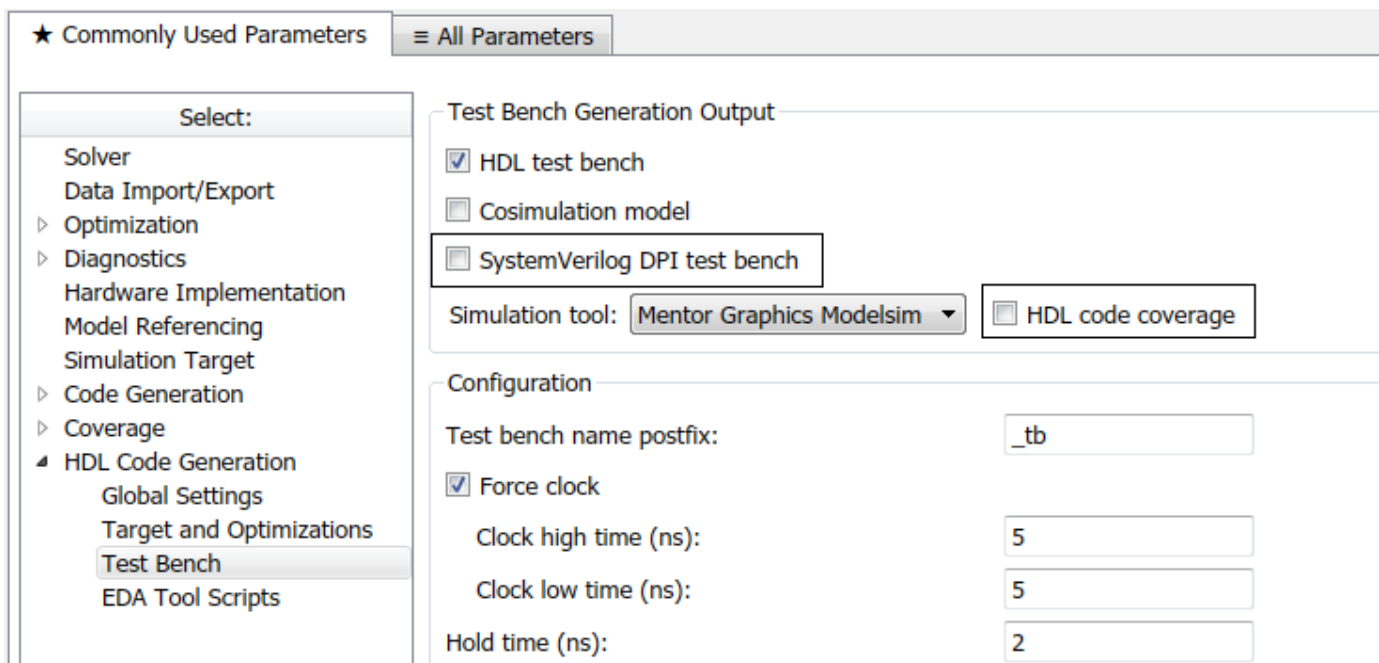 ★ Commonly Used Parameters
≡ All Parameters
Select:
Solver
Data Import/Export
Optimization
Diagnostics
Hardware Implementation
Model Referencing
Simulation Target
Code Generation
Coverage
HDL Code Generation
Global Settings
Target and Optimizations
Test Bench
EDA Tool Scripts
Test Bench Generation Output
HDL test bench
Cosimulation model
SystemVerilog DPI test bench
Simulation tool: Mentor Graphics Modelsim HDL code coverage
Configuration
Test bench name postfix: _tb
Force clock
Clock high time (ns): 5
Clock low time (ns): 5
Hold time (ns): 2